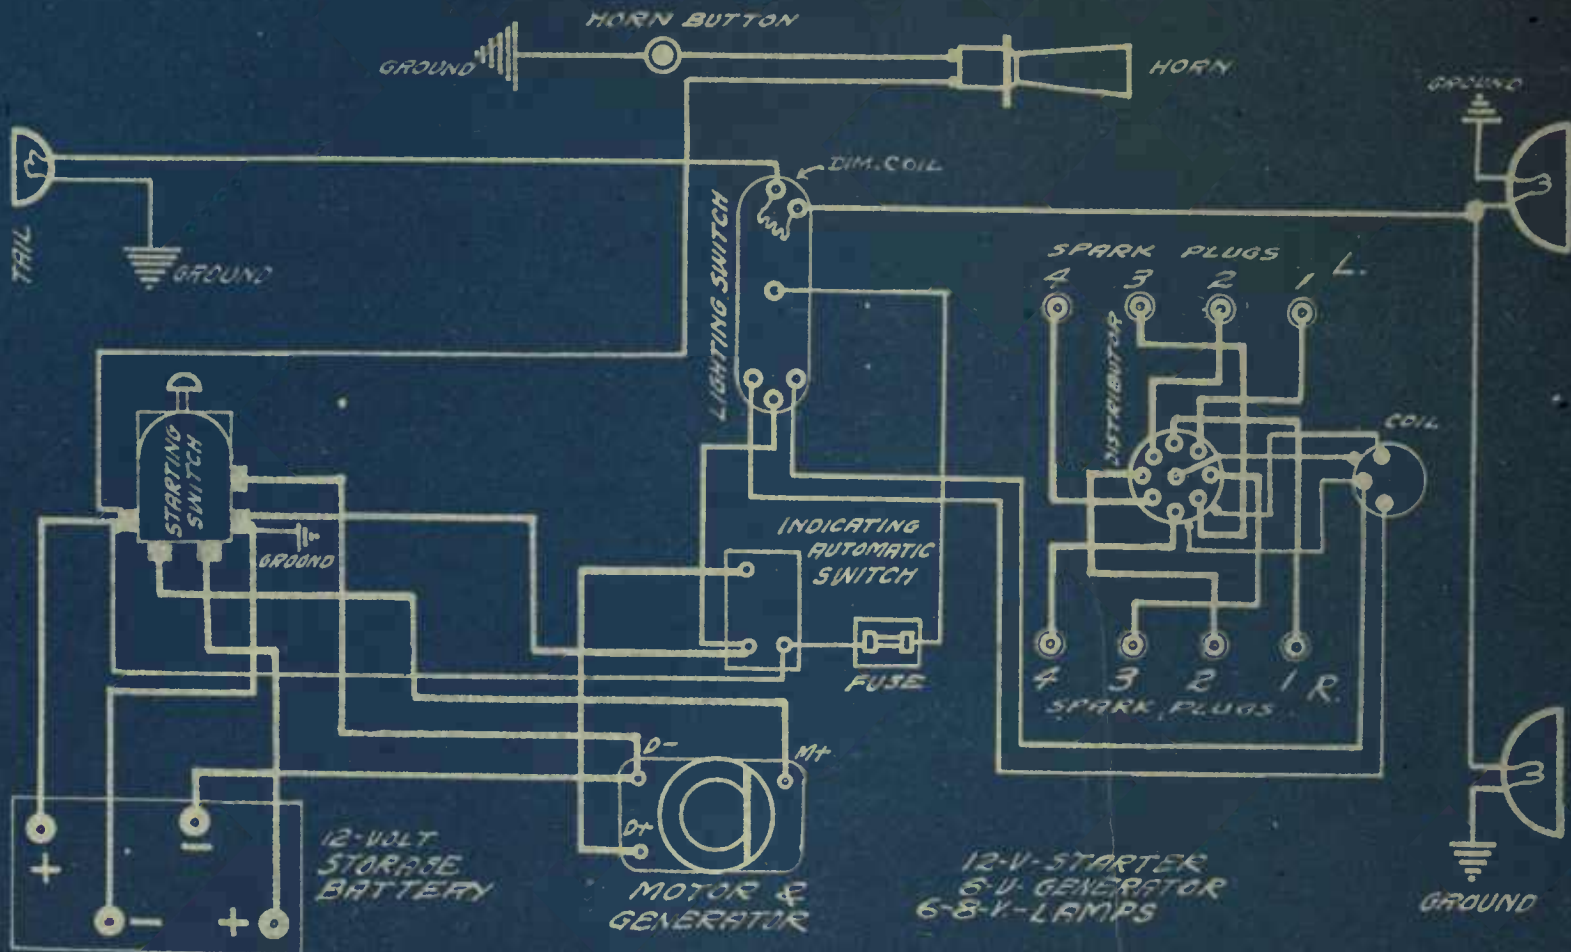 HORN BUTTON
GROUND
HORN
GROUND
DIM. COIL
TAIL
GROUND
LIGHTING SWITCH
SPARK PLUGS
4 3 2 1 L.
DISTRIBUTOR
COIL
STARTING
SWITCH
GROUND
INDICATING
AUTOMATIC
SWITCH
FUSE
4 3 2 1 R.
SPARK PLUGS
D-
M+
D+
+
-
-
+
12-VOLT
STORAGE
BATTERY
MOTOR &
GENERATOR
12-V-STARTER
6-V-GENERATOR
6-8-V-LAMPS
GROUND